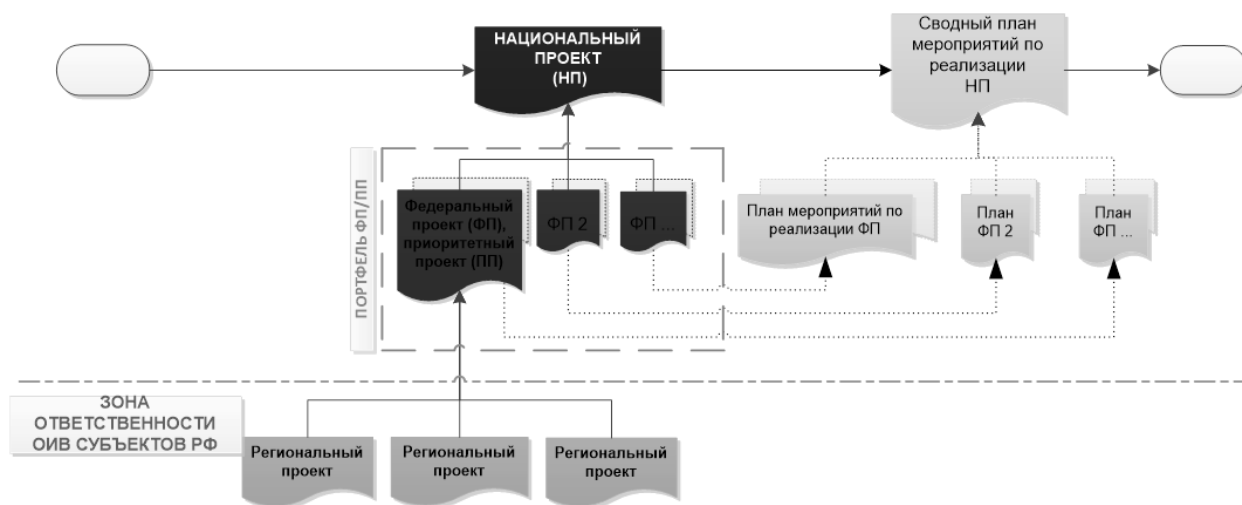 НАЦИОНАЛЬНЫЙ
ПРОЕКТ
(НП)
Сводный план
мероприятий по
реализации
НП
ПОРТФЕЛЬ ФП/ПП
Федеральный
проект (ФП),
приоритетный
проект (ПП)
ФП 2
ФП ...
План мероприятий по
реализации ФП
План
ФП 2
План
ФП ...
ЗОНА
ОТВЕТСТВЕННОСТИ
ОИВ СУБЪЕКТОВ РФ
Региональный
проект
Региональный
проект
Региональный
проект